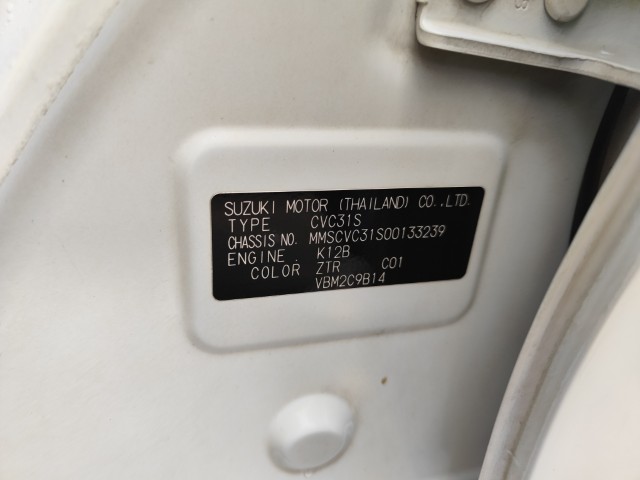 SUZUKI MOTOR (THAILAND) CO.,LTD.
TYPE CVC31S
CHASSIS NO. MMSCVC31S00133239
ENGINE K12B
COLOR ZTR C01
VBM2C9B14